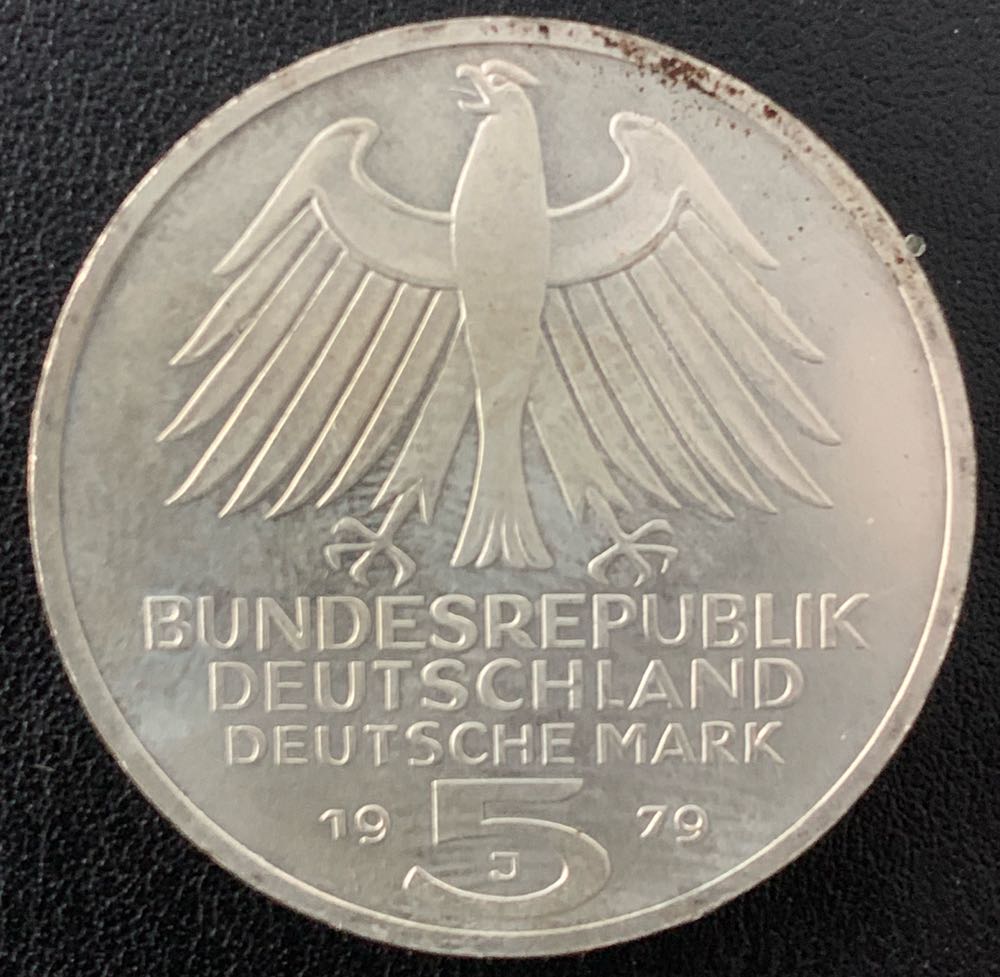 BUNDESREPUBLIK
DEUTSCHLAND
DEUTSCHE MARK
19 5 79
J